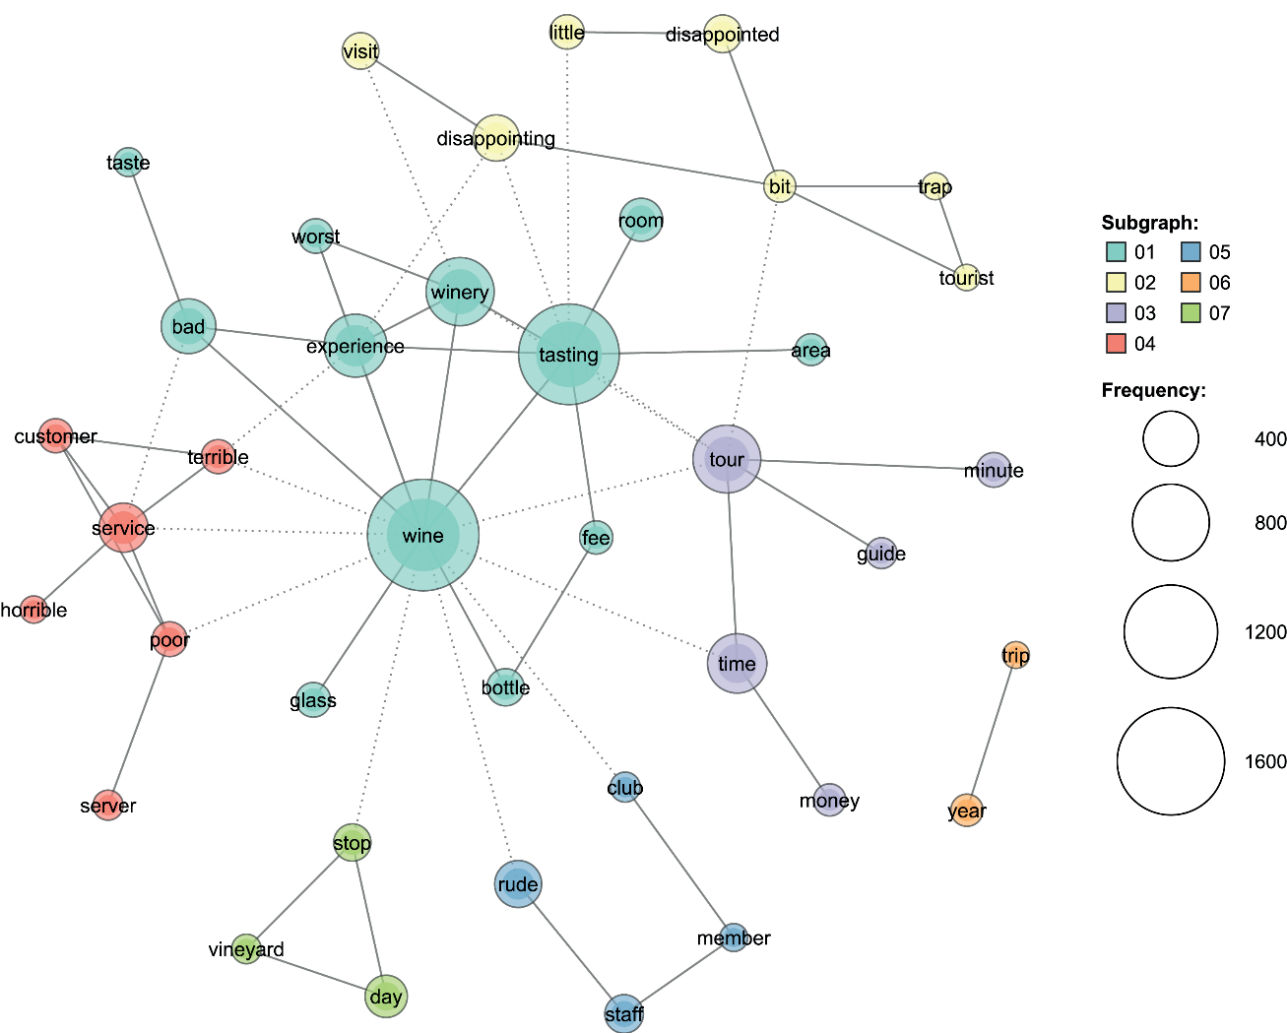 little
disappointed
visit
disappointing
taste
bit
trap
room
worst
tourist
winery
bad
experience
tasting
area
customer
terrible
tour
minute
service
wine
fee
guide
horrible
poor
time
trip
bottle
glass
club
money
server
year
stop
rude
member
vineyard
day
staff
Subgraph:
01 05
02 06
03 07
04
Frequency:
400
800
1200
1600